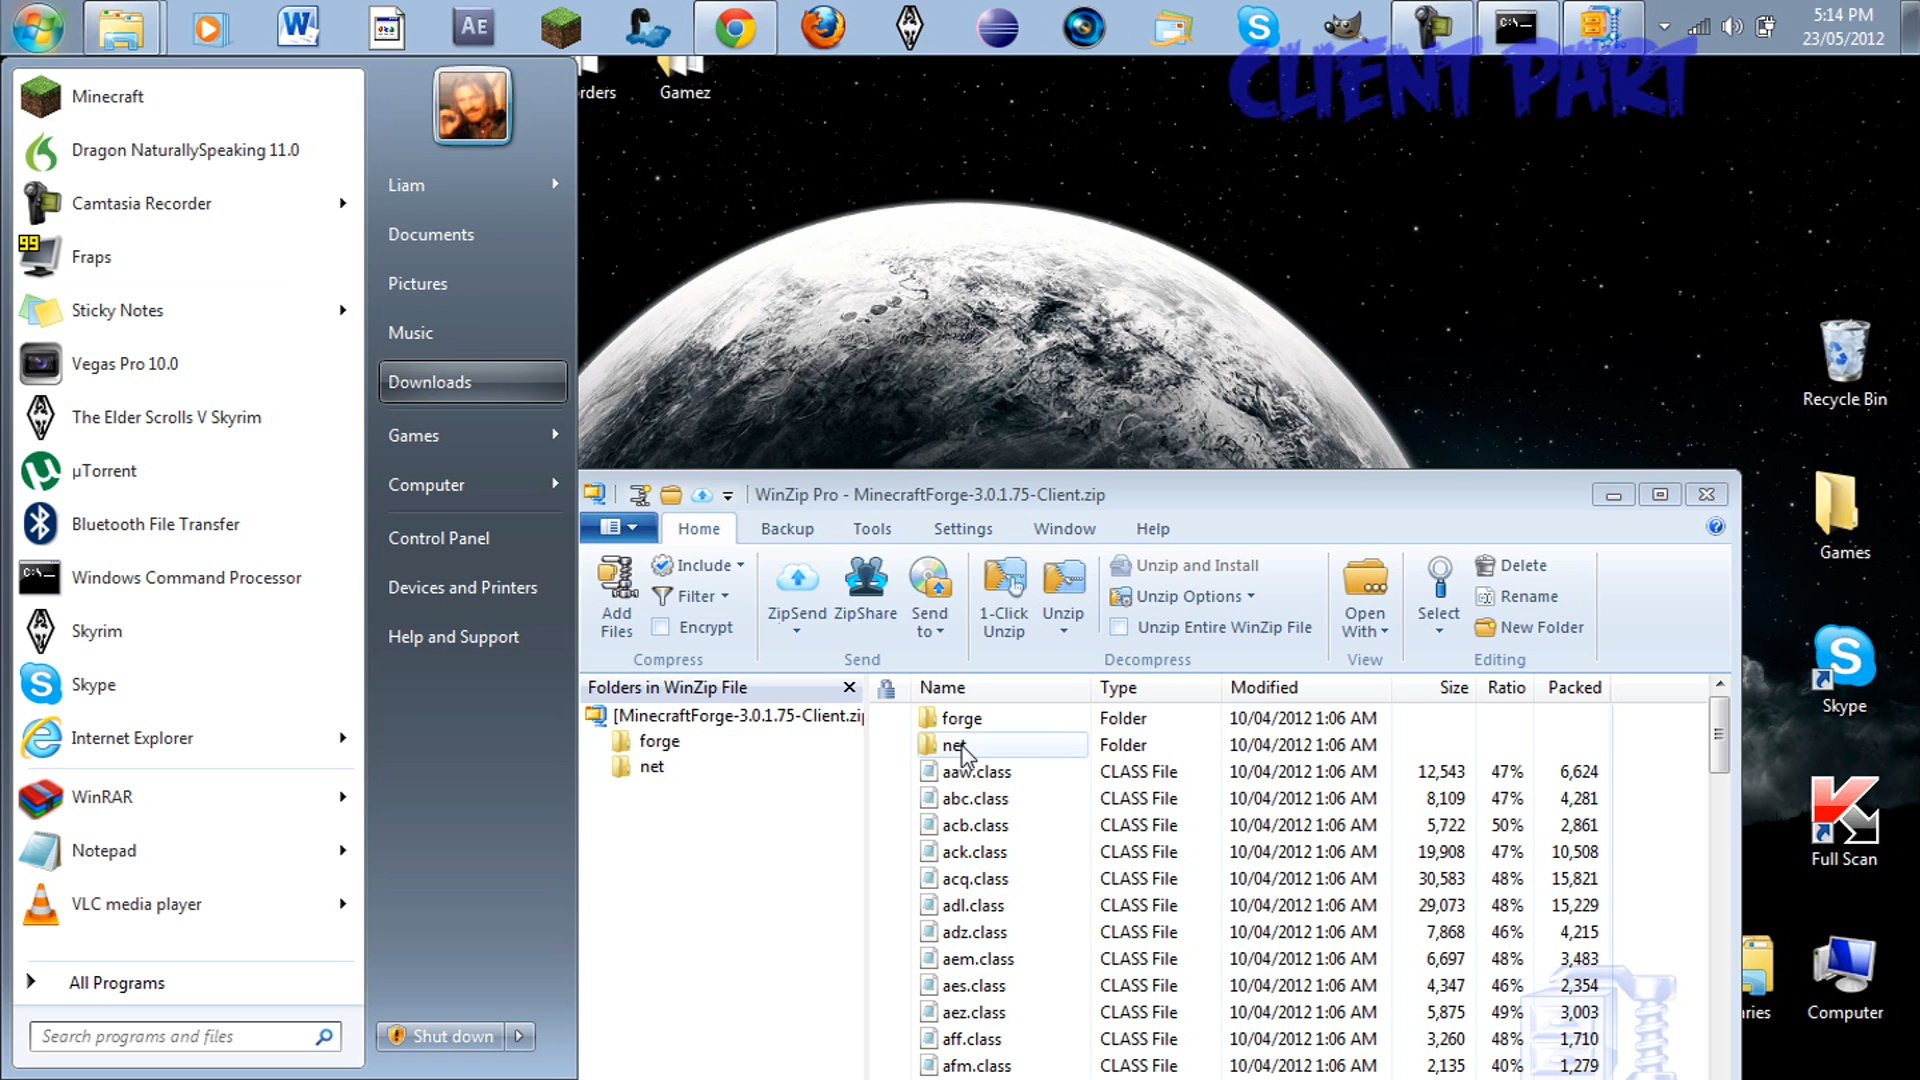 5:14 PM
23/05/2012
W
AE
CLIENT PART
Gamez
Minecraft
Dragon NaturallySpeaking 11.0
Camtasia Recorder
99
Fraps
Sticky Notes
Vegas Pro 10.0
The Elder Scrolls V Skyrim
µTorrent
Bluetooth File Transfer
C:\_
Windows Command Processor
Skyrim
Skype
Internet Explorer
WinRAR
Notepad
VLC media player
All Programs
Search programs and files
Liam
Documents
Pictures
Music
Downloads
Games
Computer
Control Panel
Devices and Printers
Help and Support
Shut down
Recycle Bin
Games
Skype
Full Scan
Computer
WinZip Pro - MinecraftForge-3.0.1.75-Client.zip
Home Backup Tools Settings Window Help
Add Files
Include
Filter
Encrypt
Compress
ZipSend
ZipShare
Send to
Send
1-Click Unzip
Unzip
Unzip and Install
Unzip Options
Unzip Entire WinZip File
Decompress
Open With
View
Select
Delete
Rename
New Folder
Editing
Folders in WinZip File
[MinecraftForge-3.0.1.75-Client.zip
forge
net
Name Type Modified Size Ratio Packed
forge Folder 10/04/2012 1:06 AM
net Folder 10/04/2012 1:06 AM
aaw.class CLASS File 10/04/2012 1:06 AM 12,543 47% 6,624
abc.class CLASS File 10/04/2012 1:06 AM 8,109 47% 4,281
acb.class CLASS File 10/04/2012 1:06 AM 5,722 50% 2,861
ack.class CLASS File 10/04/2012 1:06 AM 19,908 47% 10,508
acq.class CLASS File 10/04/2012 1:06 AM 30,583 48% 15,821
adl.class CLASS File 10/04/2012 1:06 AM 29,073 48% 15,229
adz.class CLASS File 10/04/2012 1:06 AM 7,868 46% 4,215
aem.class CLASS File 10/04/2012 1:06 AM 6,697 48% 3,483
aes.class CLASS File 10/04/2012 1:06 AM 4,347 46% 2,354
aez.class CLASS File 10/04/2012 1:06 AM 5,875 49% 3,003
aff.class CLASS File 10/04/2012 1:06 AM 3,260 48% 1,710
afm.class CLASS File 10/04/2012 1:06 AM 2,135 40% 1,279